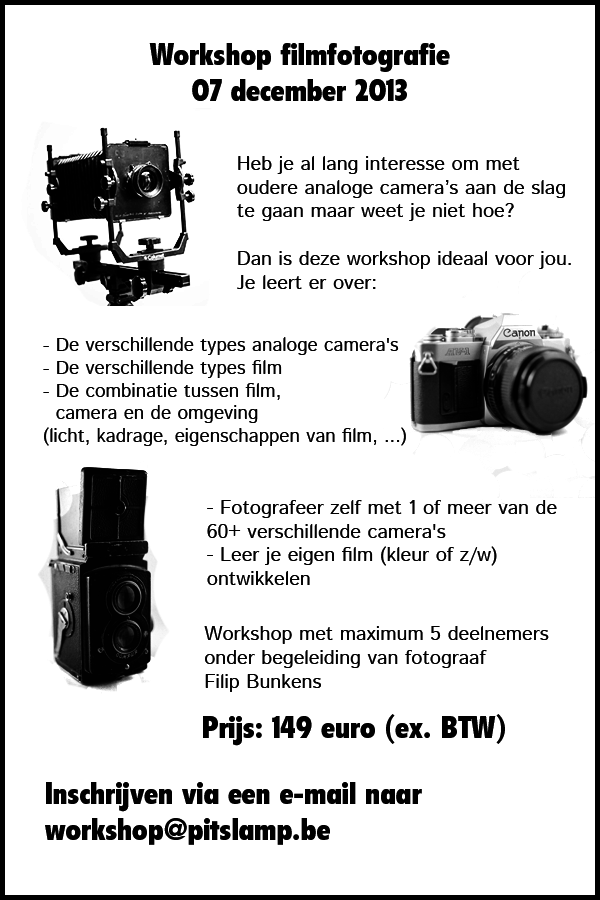 Workshop filmfotografie
07 december 2013
Heb je al lang interesse om met
oudere analoge camera's aan de slag
te gaan maar weet je niet hoe?
Dan is deze workshop ideaal voor jou.
Je leert er over:
- De verschillende types analoge camera's
- De verschillende types film
- De combinatie tussen film,
camera en de omgeving
(licht, kadrage, eigenschappen van film, ...)
Canon
- Fotografeer zelf met 1 of meer van de
60+ verschillende camera's
- Leer je eigen film (kleur of z/w)
ontwikkelen
Workshop met maximum 5 deelnemers
onder begeleiding van fotograaf
Filip Bunkens
Prijs: 149 euro (ex. BTW)
Inschrijven via een e-mail naar
workshop@pitslamp.be